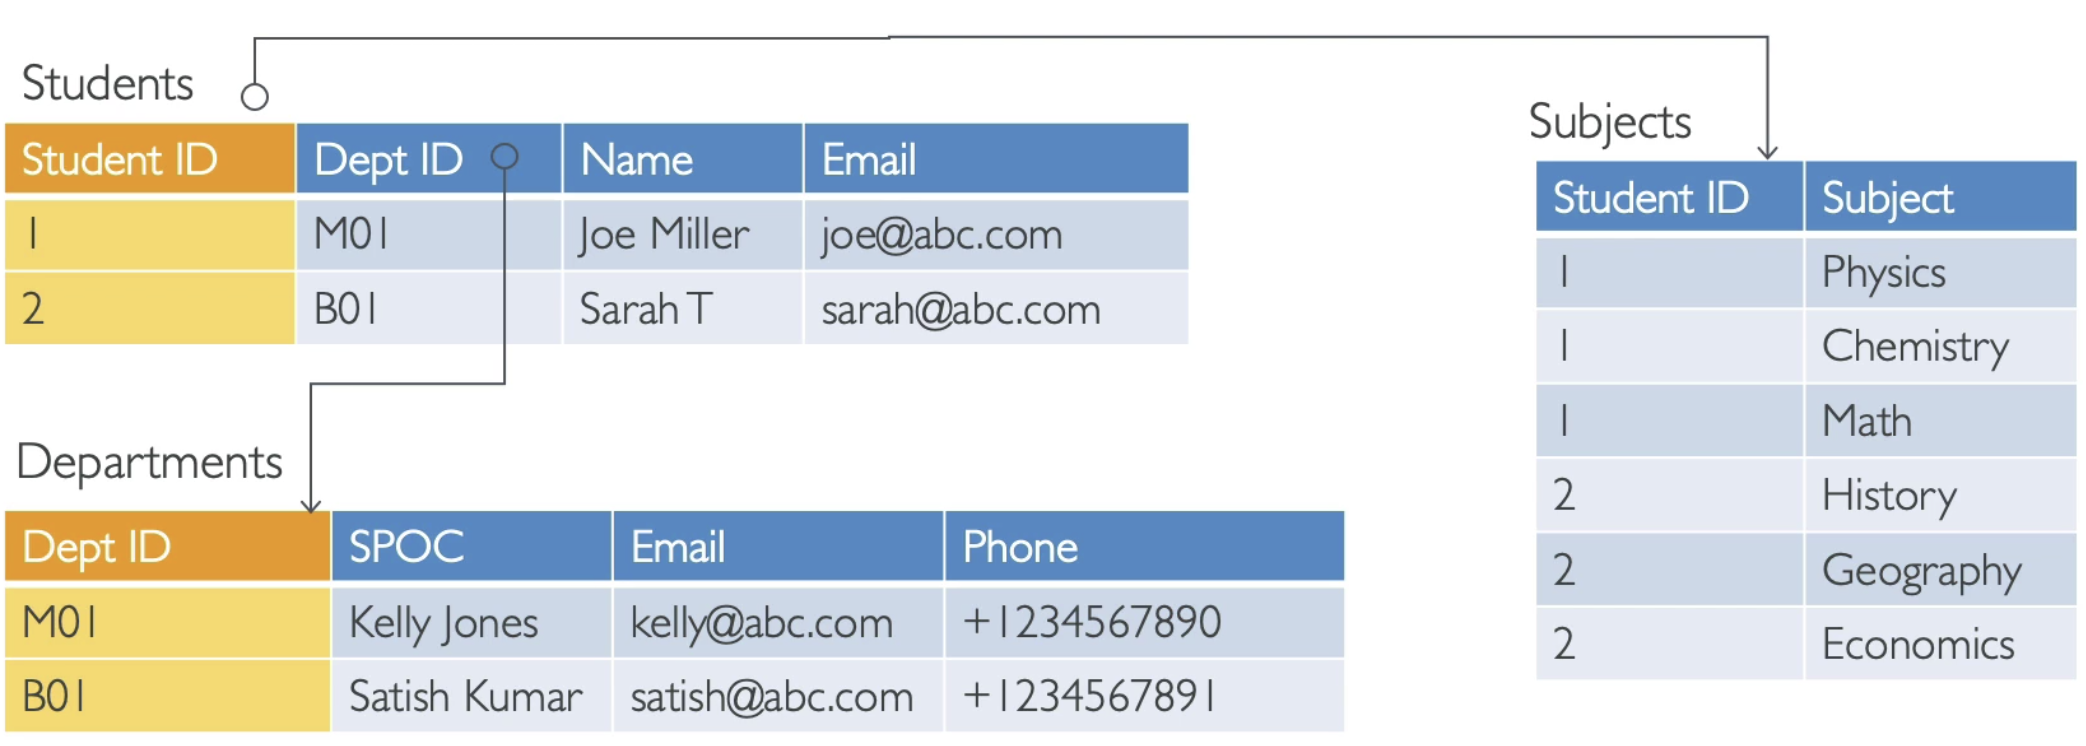 Students
Student ID Dept ID Name Email
1 M01 Joe Miller joe@abc.com
2 B01 Sarah T sarah@abc.com
Departments
Dept ID SPOC Email Phone
M01 Kelly Jones kelly@abc.com +1234567890
B01 Satish Kumar satish@abc.com +1234567891
Subjects
Student ID Subject
1 Physics
1 Chemistry
1 Math
2 History
2 Geography
2 Economics